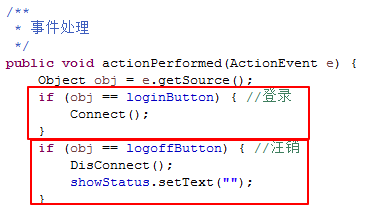 /**
* 事件处理
*/
public void actionPerformed(ActionEvent e) {
Object obj = e.getSource();
if (obj == loginButton) { //登录
Connect();
}
if (obj == logoffButton) { //汪销
DisConnect();
showStatus.setText("");
}